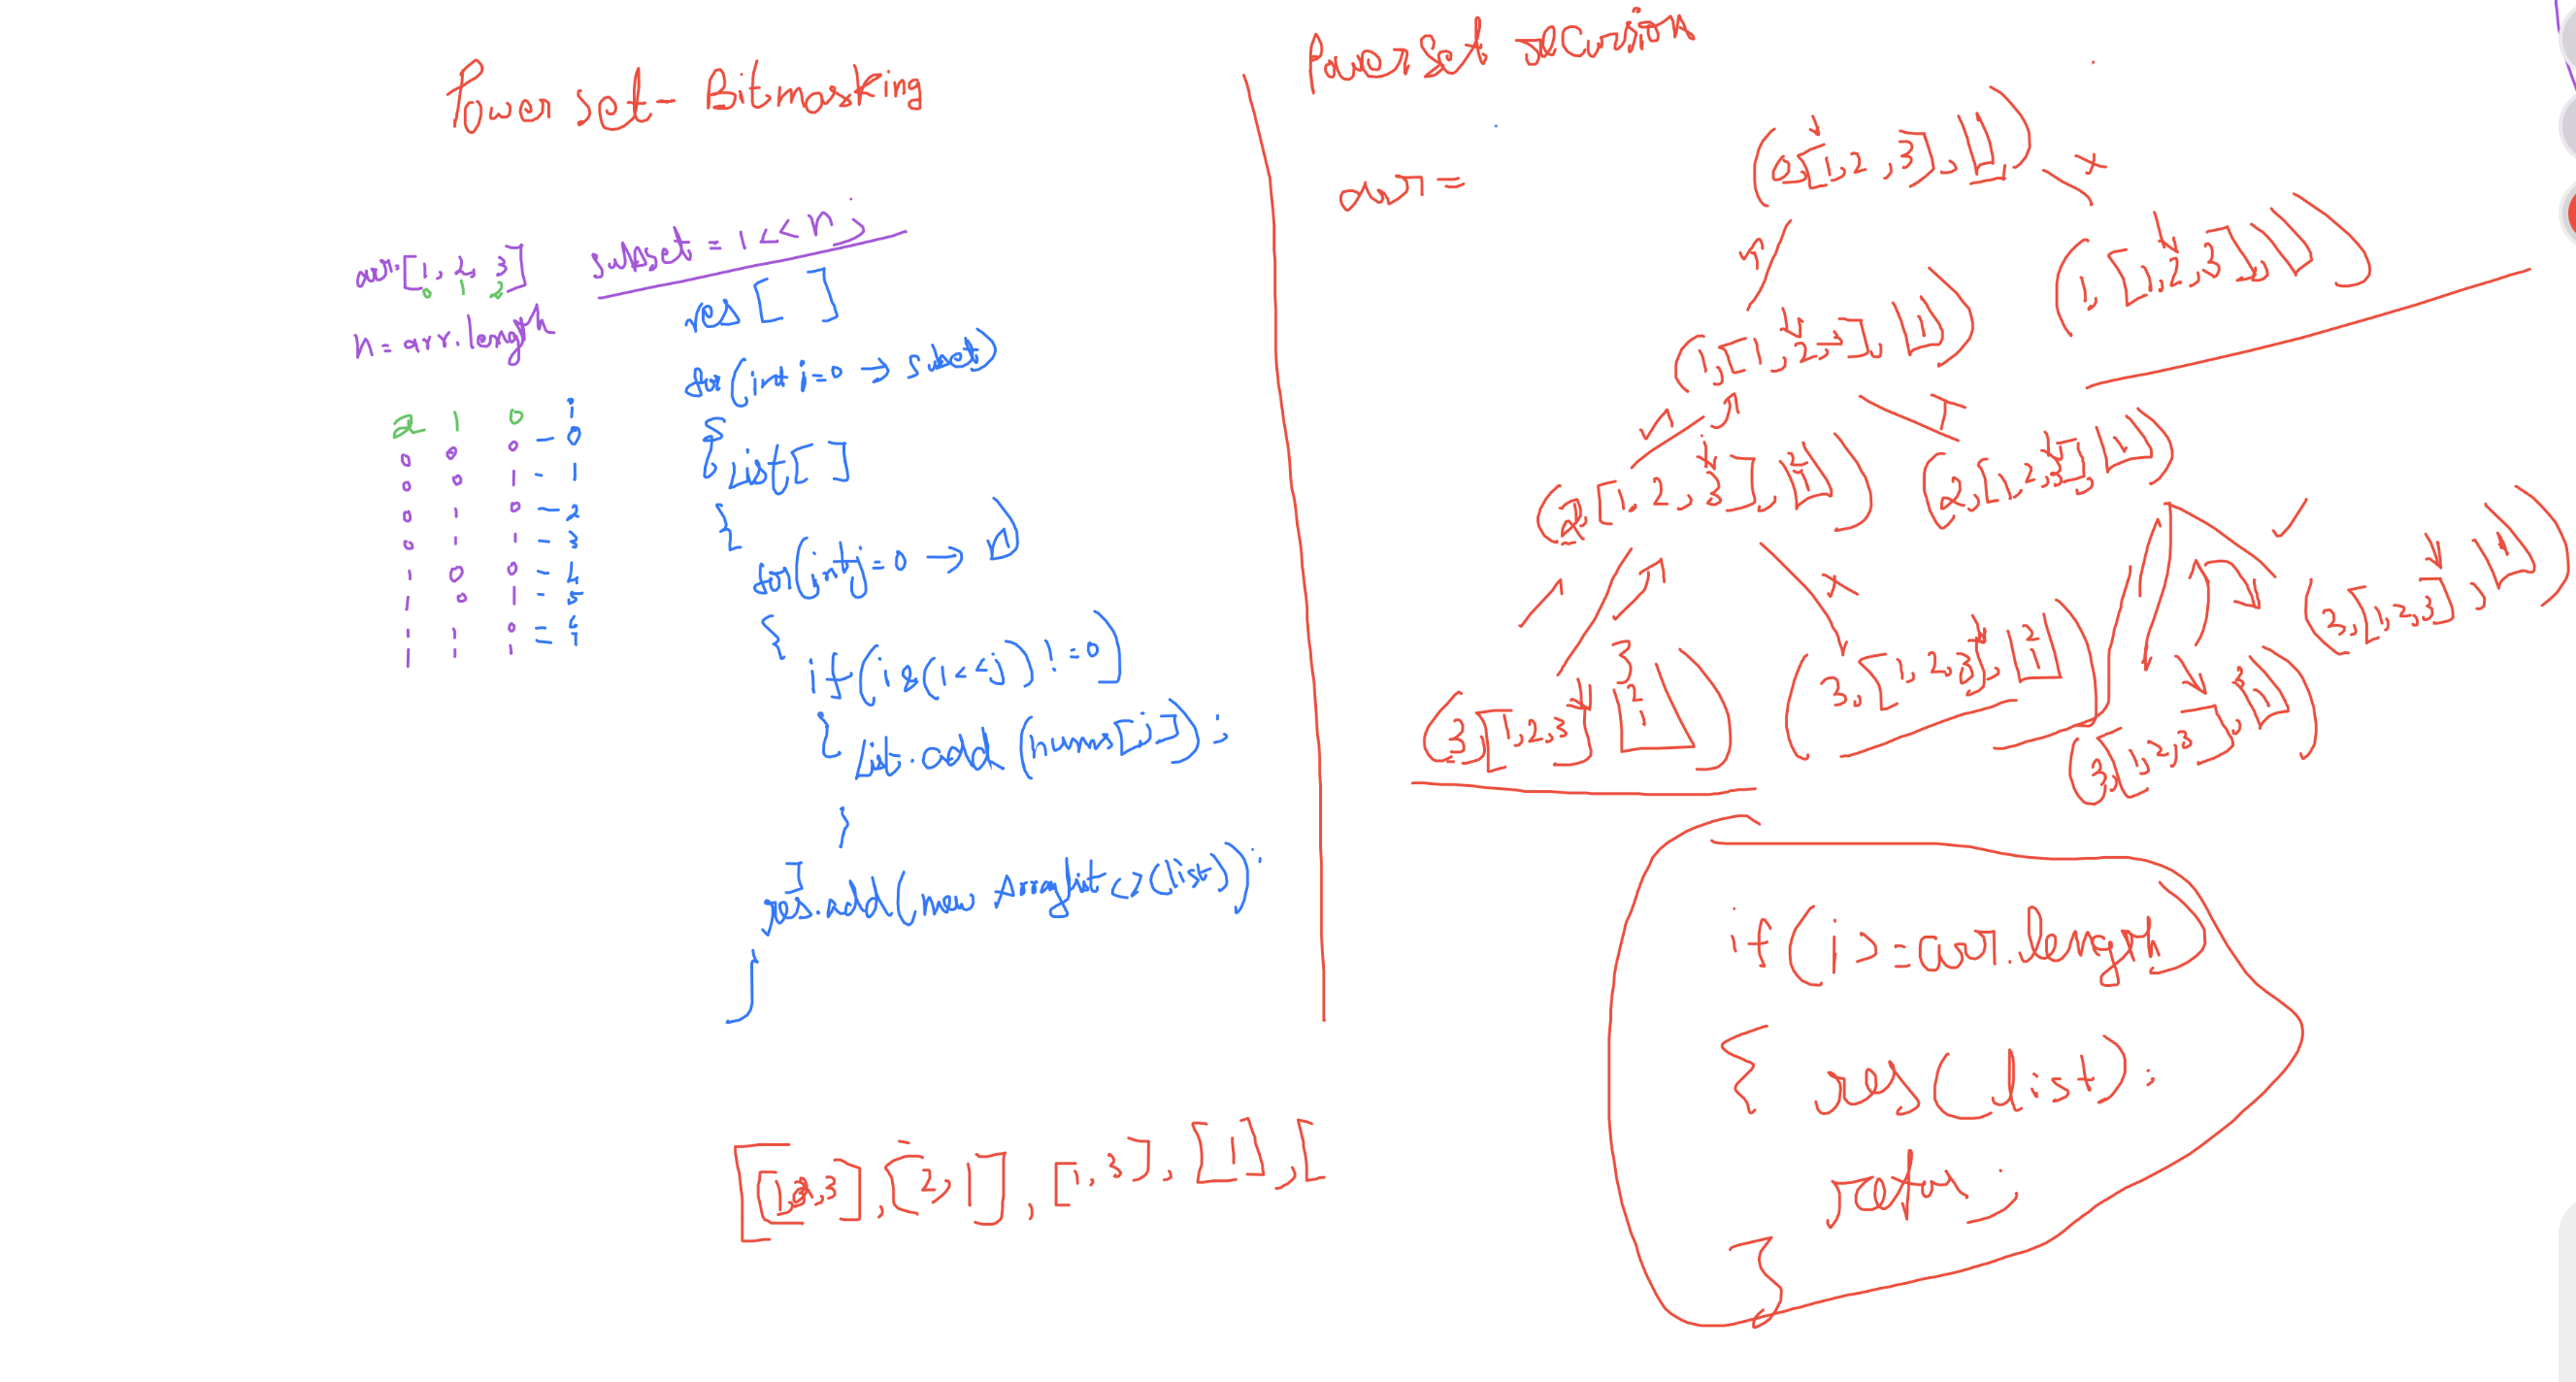 Power set - Bitmasking
arr. [1, 2, 3]
0 1 2
n = arr.length
subset = 1 << n ;
2 1 0 i
0 0 0 - 0
0 0 1 - 1
0 1 0 - 2
0 1 1 - 3
1 0 0 - 4
1 0 1 - 5
1 1 0 - 6
1 1 1 - 7
res [ ]
for (int i=0 → subset)
{
List [ ]
{
for (int j=0 → n)
{
if (i & (1<<j) != 0)
{
List.add (nums[j]) ;
}
}
res.add (new Arraylist <> (list)) ;
}
[[1,2,3], [2,1], [1,3], [1], [
Powerset recursion
arr =
(0, [1,2,3], [ ])
(1, [1,2,3], [1])
(1, [1,2,3], [ ])
(2, [1,2,3], [2 1])
(2, [1,2,3], [1])
(3, [1,2,3] [3 2 1])
(3, [1,2,3], [2 1])
(3, [1,2,3], [3 1])
(3, [1,2,3], [1])
if (i >= arr.length)
{ res (list) ;
}